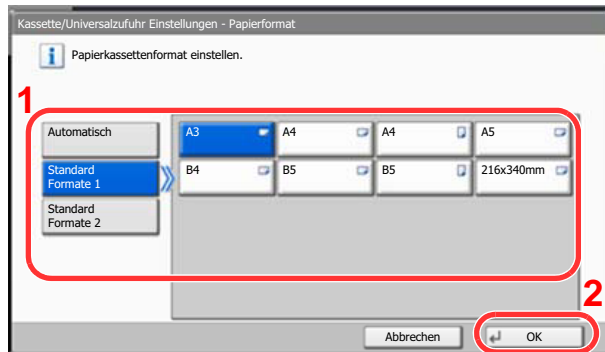 Kassette/Universalzufuhr Einstellungen - Papierformat
Papierkassettenformat einstellen.
1
Automatisch
A3
A4
A4
A5
Standard
Formate 1
B4
B5
B5
216x340mm
Standard
Formate 2
2
Abbrechen
OK